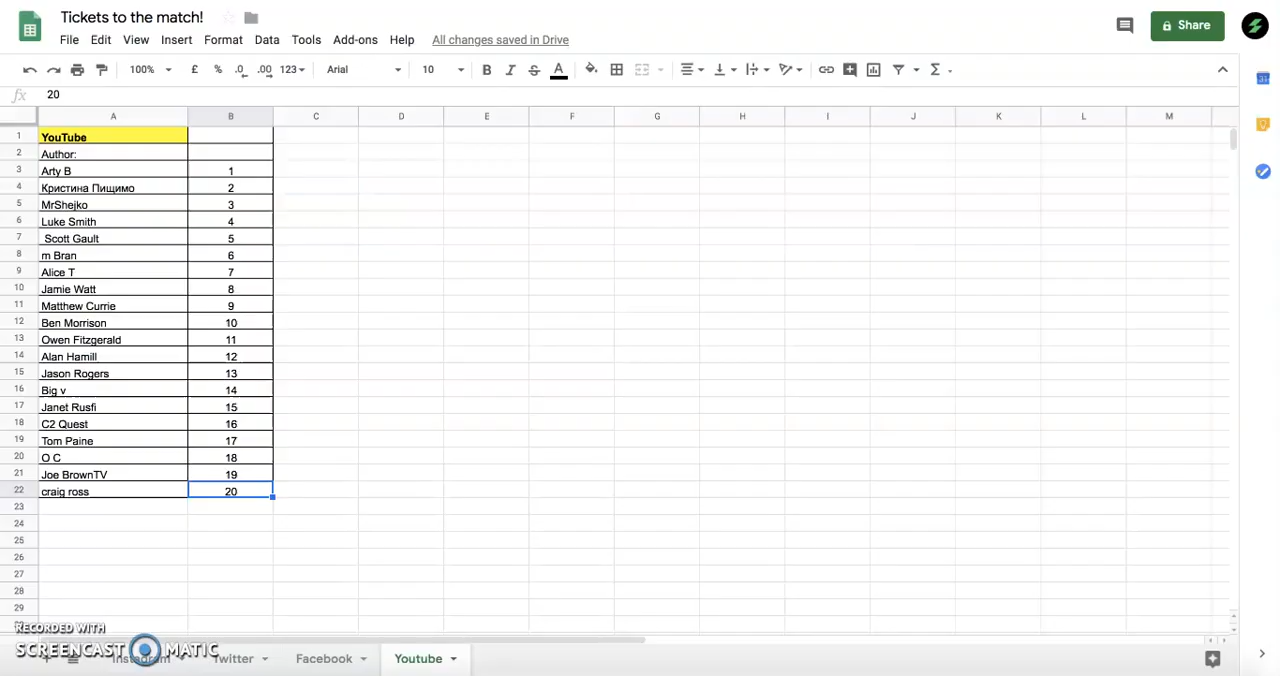 Tickets to the match!
File Edit View Insert Format Data Tools Add-ons Help All changes saved in Drive
Share
100% £ % .0 .00 123 Arial 10 B I S A Σ
31
fx 20
A B C D E F G H I J K L M
1 YouTube
2 Author:
3 Arty B 1
4 Кристина Пищимо 2
5 MrShejko 3
6 Luke Smith 4
7 Scott Gault 5
8 m Bran 6
9 Alice T 7
10 Jamie Watt 8
11 Matthew Currie 9
12 Ben Morrison 10
13 Owen Fitzgerald 11
14 Alan Hamill 12
15 Jason Rogers 13
16 Big v 14
17 Janet Rusfi 15
18 C2 Quest 16
19 Tom Paine 17
20 O C 18
21 Joe BrownTV 19
22 craig ross 20
23
24
25
26
27
28
29
RECORDED WITH
SCREENCAST MATIC
Instagram Twitter Facebook Youtube